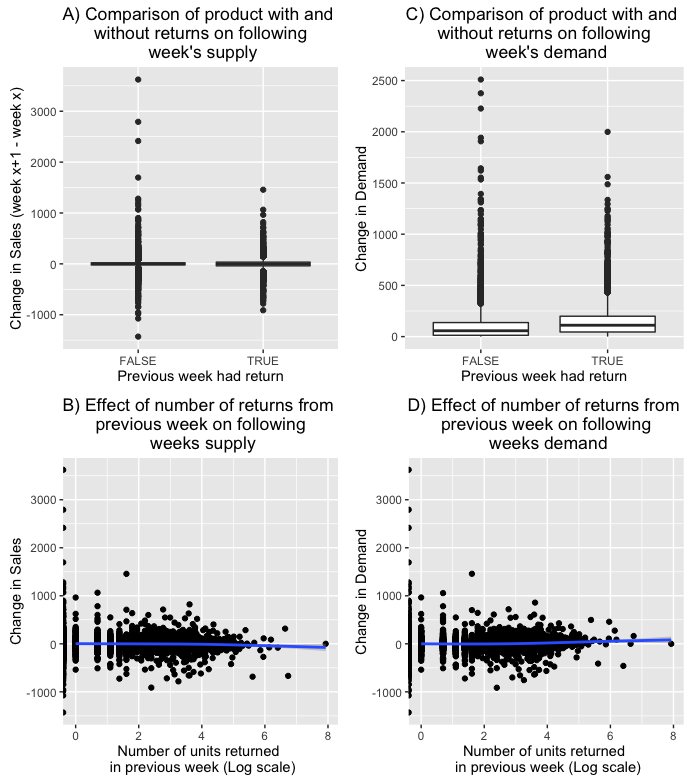 A) Comparison of product with and
without returns on following
week's supply
Change in Sales (week x+1 - week x)
3000
2000
1000
0
-1000
FALSE
TRUE
Previous week had return
C) Comparison of product with and
without returns on following
week's demand
Change in Demand
2500
2000
1500
1000
500
0
FALSE
TRUE
Previous week had return
B) Effect of number of returns from
previous week on following
weeks supply
Change in Sales
3000
2000
1000
0
-1000
0
2
4
6
8
Number of units returned
in previous week (Log scale)
D) Effect of number of returns from
previous week on following
weeks demand
Change in Demand
3000
2000
1000
0
-1000
0
2
4
6
8
Number of units returned
in previous week (Log scale)